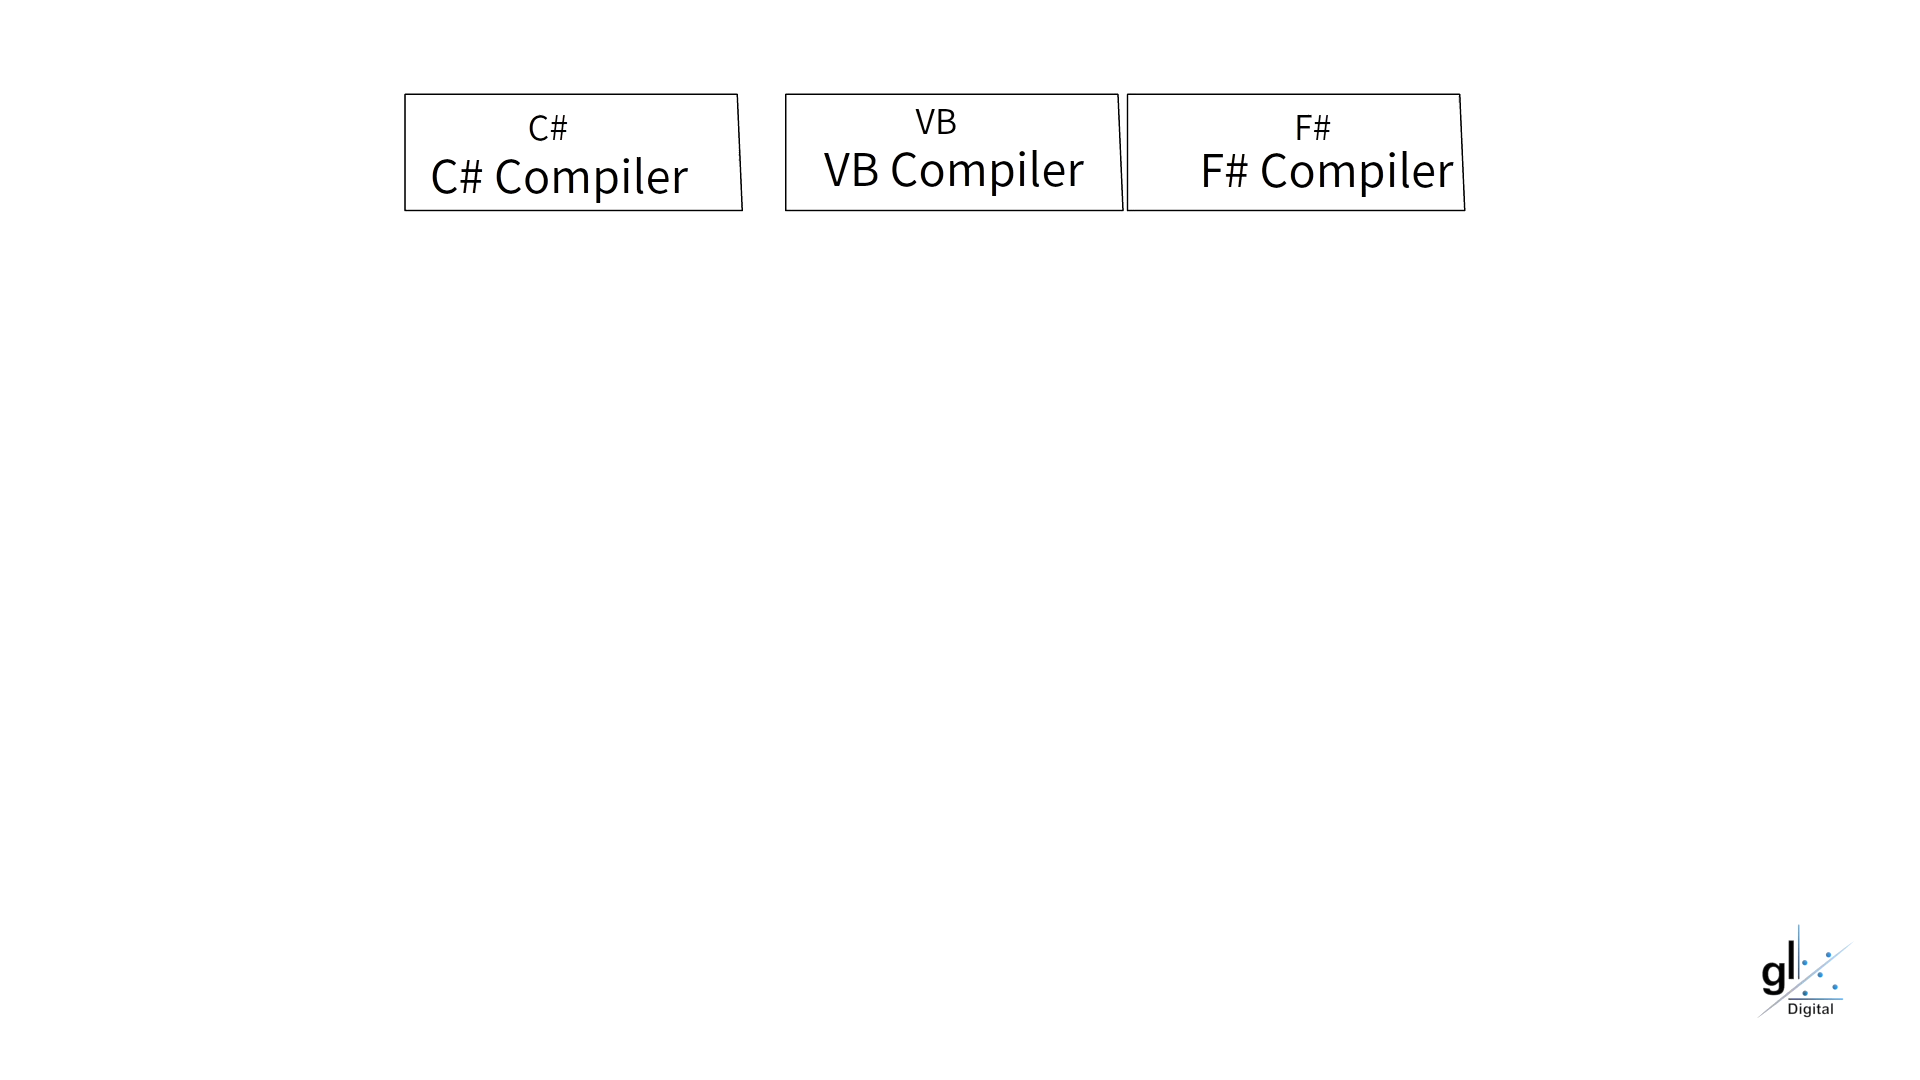 C#
C# Compiler
VB
VB Compiler
F#
F# Compiler
gl
Digital